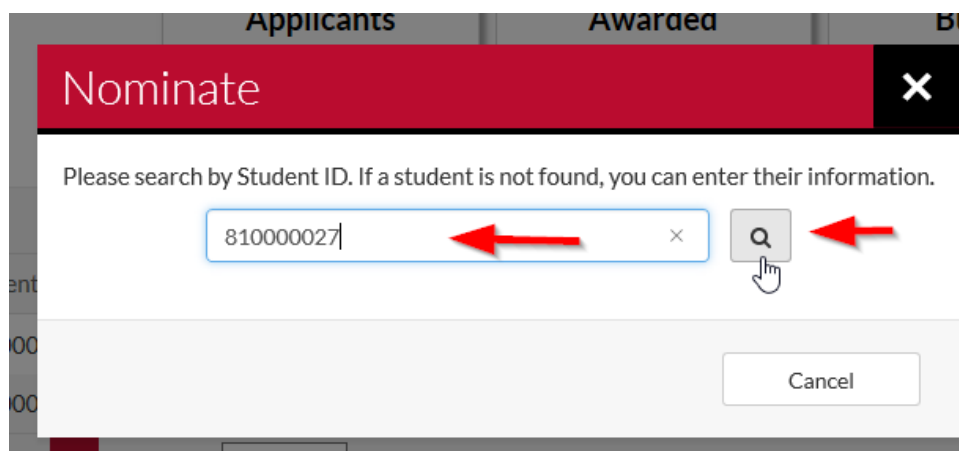 Applicants Awarded
Nominate
Please search by Student ID. If a student is not found, you can enter their information.
810000027
Cancel